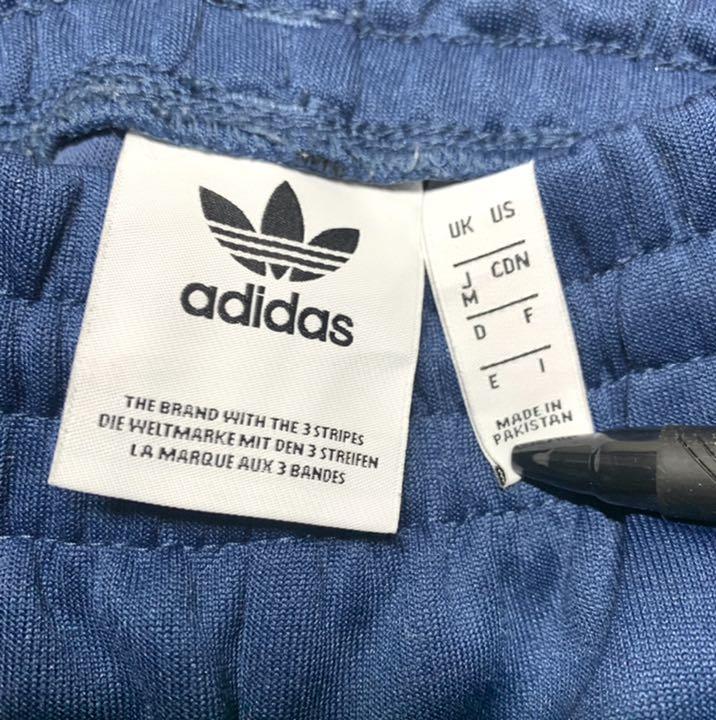 adidas
THE BRAND WITH THE 3 STRIPES
DIE WELTMARKE MIT DEN 3 STREIFEN
LA MARQUE AUX 3 BANDES
UK US
J CDN
M
D F
E I
MADE IN
PAKISTAN